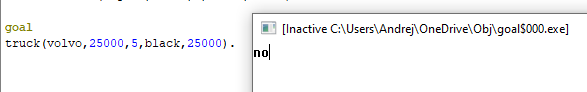 goal
truck(volvo,25000,5,black,25000).
[Inactive C:\Users\Andrej\OneDrive\Obj\goal$000.exe]
no